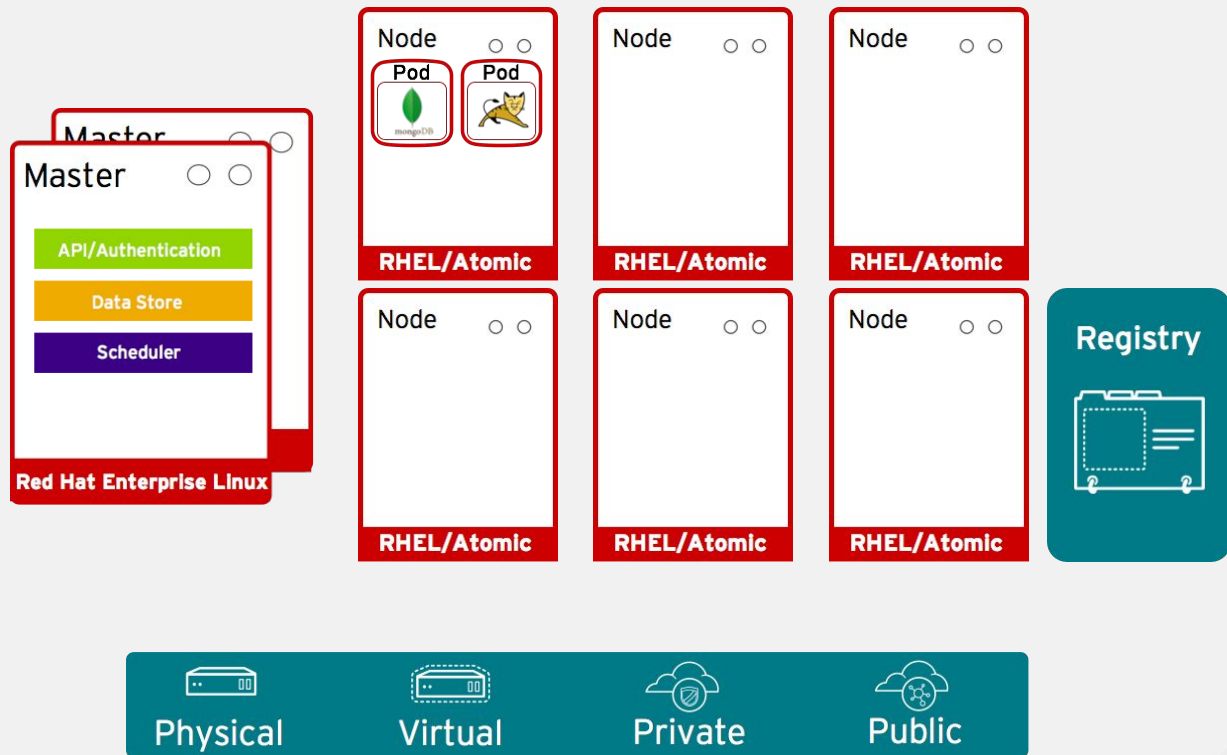 Node
Pod
Pod
mongoDB
RHEL/Atomic
Node
RHEL/Atomic
Node
RHEL/Atomic
Master
Master
API/Authentication
Data Store
Scheduler
Red Hat Enterprise Linux
Node
RHEL/Atomic
Node
RHEL/Atomic
Node
RHEL/Atomic
Registry
Physical
Virtual
Private
Public